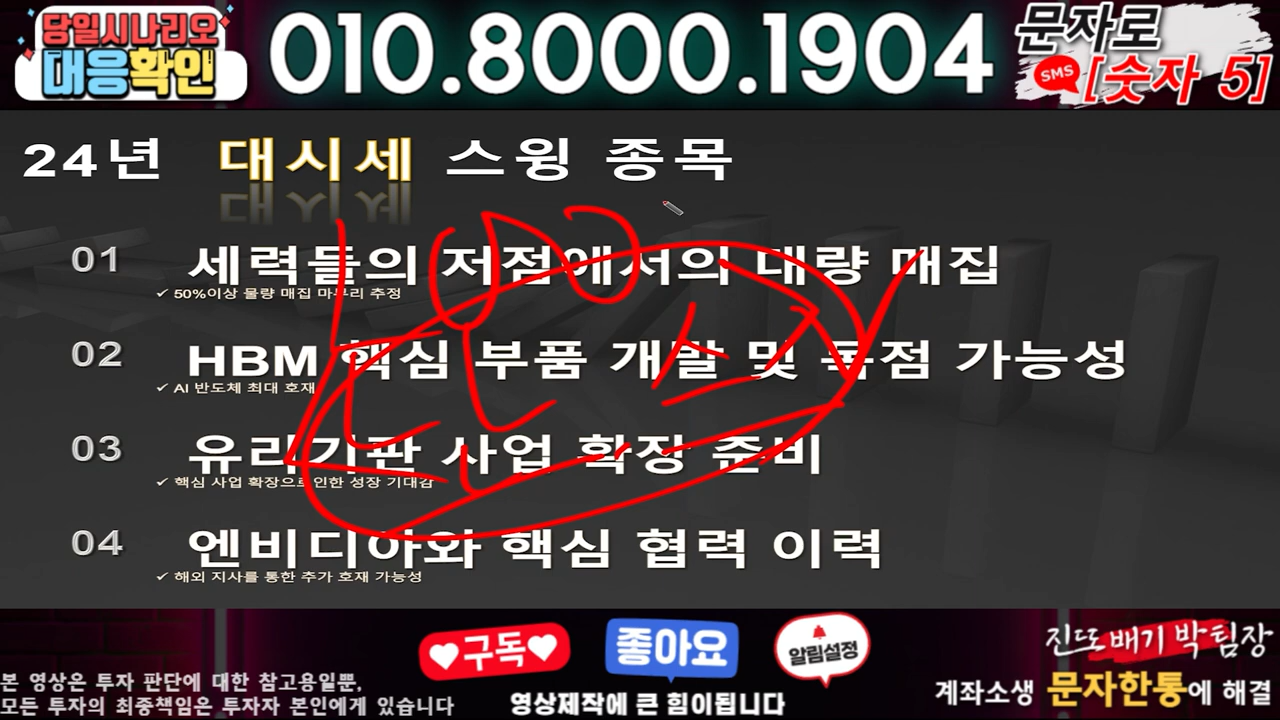 당일시나리오
대응확인
010.8000.1904
문자로
SMS
[숫자 5]
24년 대시세 스윙 종목
01 세력들의 저점에서의 대량 매집
✓ 50%이상 물량 매집 마무리 추정
02 HBM 핵심 부품 개발 및 독점 가능성
✓ AI 반도체 최대 호재
03 유리기판 사업 확장 준비
✓ 핵심 사업 확장으로 인한 성장 기대감
04 엔비디아와 핵심 협력 이력
✓ 해외 지사를 통한 추가 호재 가능성
본 영상은 투자 판단에 대한 참고용일뿐,
모든 투자의 최종책임은 투자자 본인에게 있습니다
구독
좋아요
알림설정
영상제작에 큰 힘이됩니다
진또배기 박팀장
계좌소생 문자한통에 해결